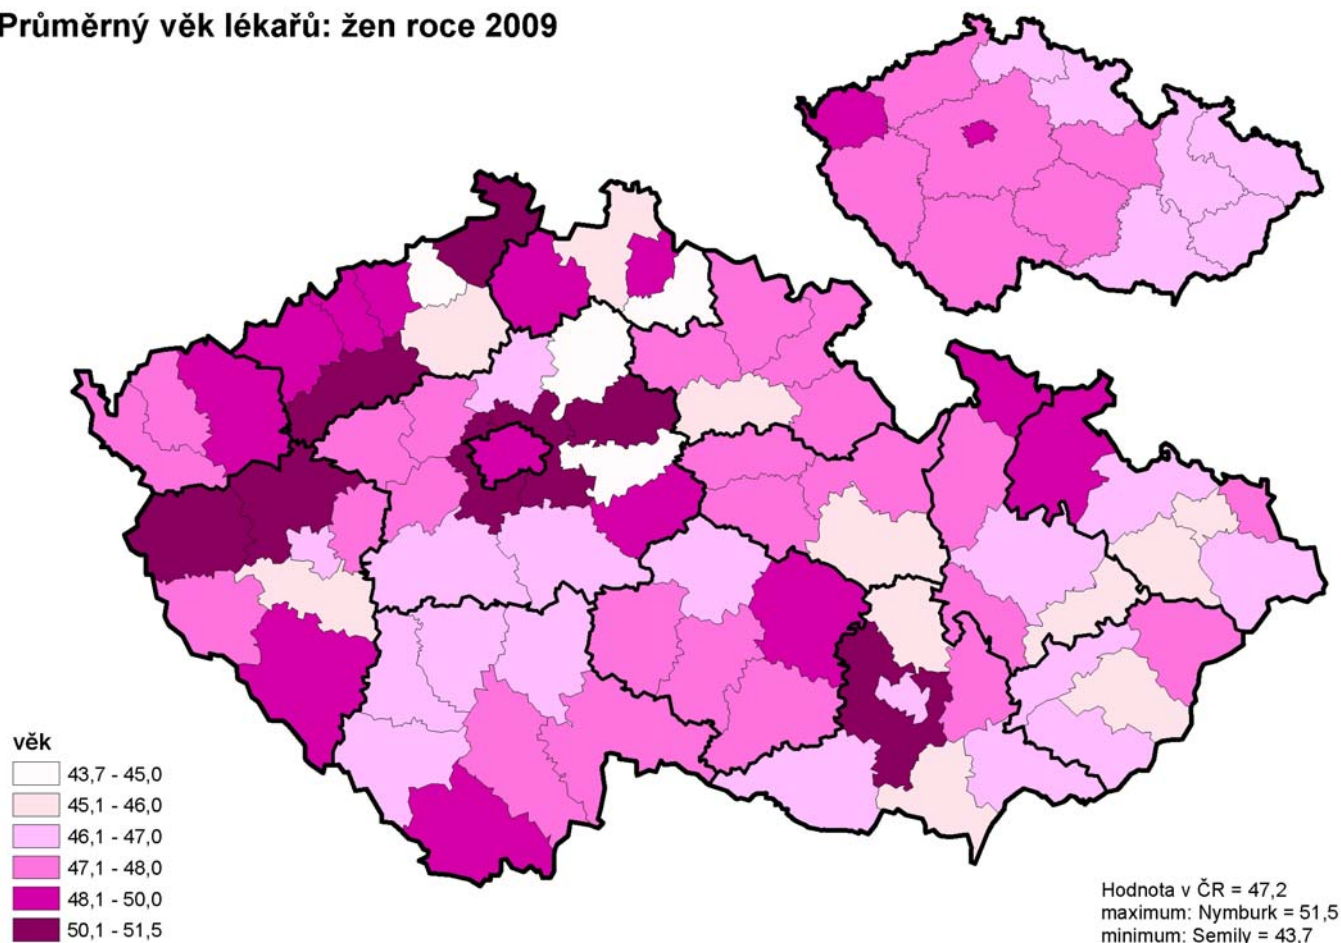 Průměrný věk lékařů: žen roce 2009
věk
43,7 - 45,0
45,1 - 46,0
46,1 - 47,0
47,1 - 48,0
48,1 - 50,0
50,1 - 51,5
Hodnota v ČR = 47,2
maximum: Nymburk = 51,5
minimum: Semily = 43,7